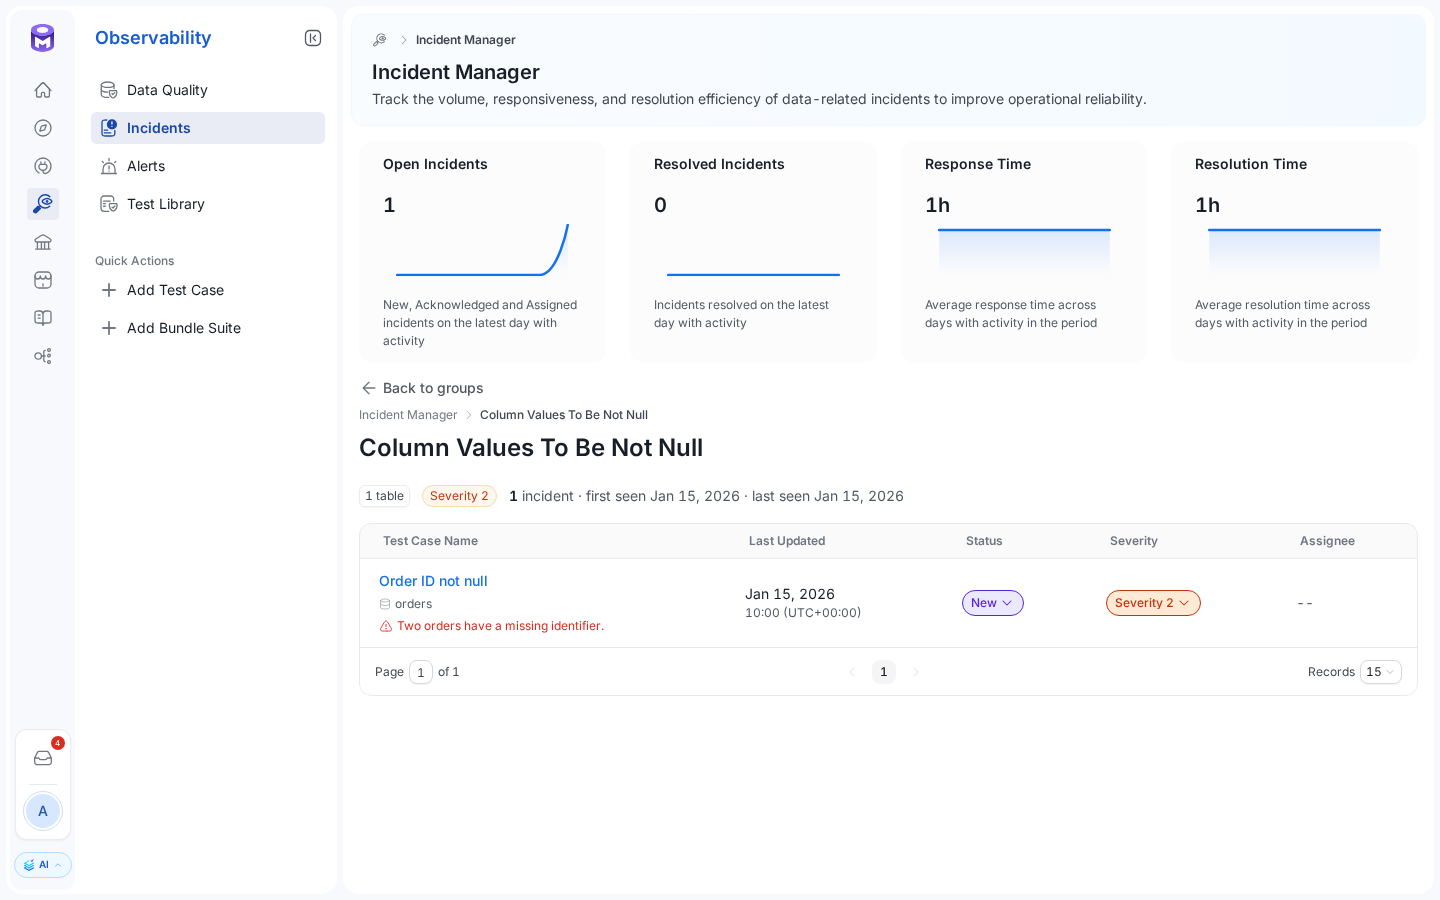 Observability
Data Quality
Incidents
Alerts
Test Library
Quick Actions
Add Test Case
Add Bundle Suite
4
A
AI
Incident Manager
Incident Manager
Track the volume, responsiveness, and resolution efficiency of data-related incidents to improve operational reliability.
Open Incidents
1
New, Acknowledged and Assigned
incidents on the latest day with
activity
Resolved Incidents
0
Incidents resolved on the latest
day with activity
Response Time
1h
Average response time across
days with activity in the period
Resolution Time
1h
Average resolution time across
days with activity in the period
Back to groups
Incident Manager Column Values To Be Not Null
Column Values To Be Not Null
1 table Severity 2 1 incident · first seen Jan 15, 2026 · last seen Jan 15, 2026
Test Case Name Last Updated Status Severity Assignee
Order ID not null
orders
Two orders have a missing identifier.
Jan 15, 2026
10:00 (UTC+00:00)
New
Severity 2
--
Page 1 of 1
1
Records 15